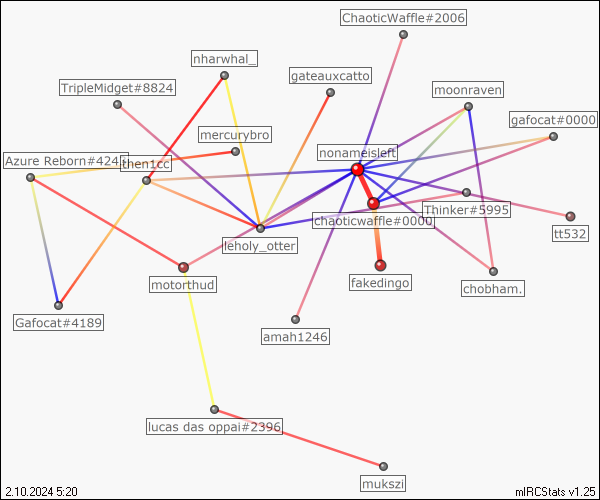 ChaoticWaffle#2006
nharwhal_
gateauxcatto
TripleMidget#8824
moonraven
gafocat#0000
mercurybro
nonameisleft
Azure Reborn#424
then1cc
Thinker#5995
chaoticwaffle#0000
tt532
leholy_otter
motorthud
fakedingo
chobham.
Gafocat#4189
amah1246
lucas das oppai#2396
mukszi
2.10.2024 5:20
mIRCStats v1.25